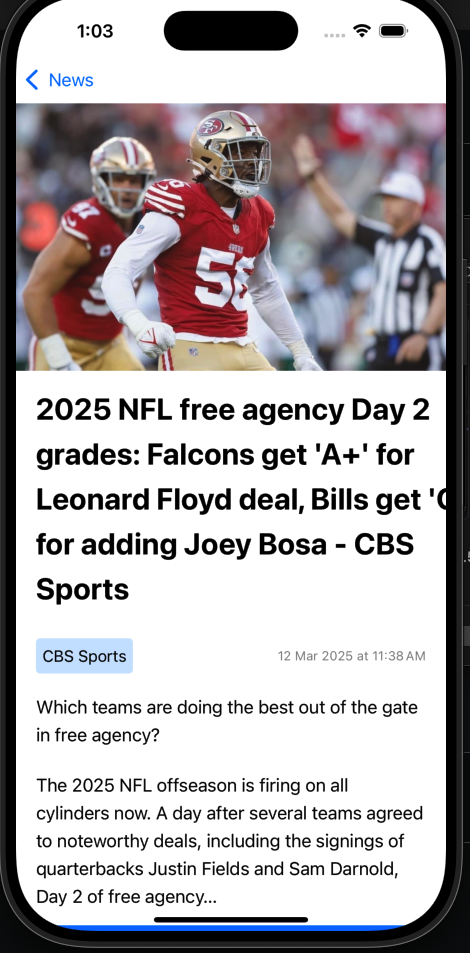 1:03
News
49ERS
56
97
2025 NFL free agency Day 2
grades: Falcons get 'A+' for
Leonard Floyd deal, Bills get '
for adding Joey Bosa - CBS
Sports
CBS Sports
12 Mar 2025 at 11:38 AM
Which teams are doing the best out of the gate
in free agency?
The 2025 NFL offseason is firing on all
cylinders now. A day after several teams agreed
to noteworthy deals, including the signings of
quarterbacks Justin Fields and Sam Darnold,
Day 2 of free agency...